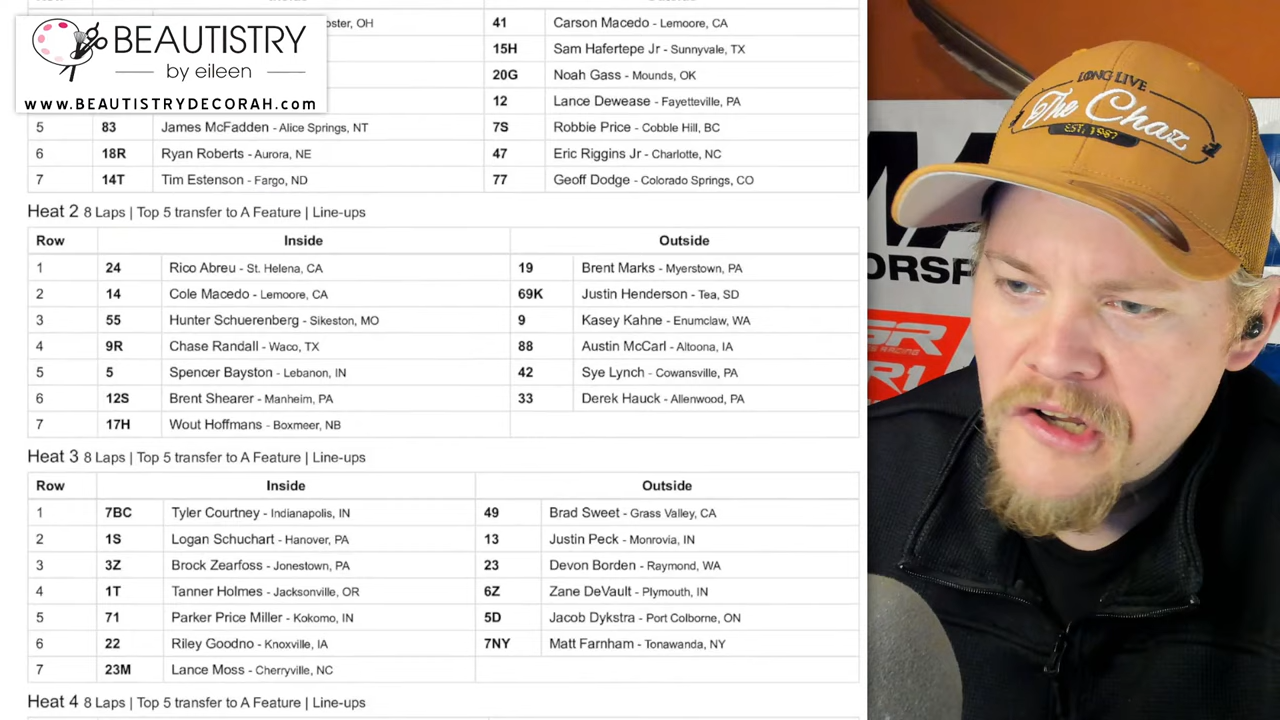 BEAUTISTRY
by eileen
www.BEAUTISTRYDECORAH.com
OH 41 Carson Macedo - Lemoore, CA
15H Sam Hafertepe Jr - Sunnyvale, TX
20G Noah Gass - Mounds, OK
12 Lance Dewease - Fayetteville, PA
5 83 James McFadden - Alice Springs, NT 7S Robbie Price - Cobble Hill, BC
6 18R Ryan Roberts - Aurora, NE 47 Eric Riggins Jr - Charlotte, NC
7 14T Tim Estenson - Fargo, ND 77 Geoff Dodge - Colorado Springs, CO
Heat 2 8 Laps | Top 5 transfer to A Feature | Line-ups
Row Inside Outside
1 24 Rico Abreu - St. Helena, CA 19 Brent Marks - Myerstown, PA
2 14 Cole Macedo - Lemoore, CA 69K Justin Henderson - Tea, SD
3 55 Hunter Schuerenberg - Sikeston, MO 9 Kasey Kahne - Enumclaw, WA
4 9R Chase Randall - Waco, TX 88 Austin McCarl - Altoona, IA
5 5 Spencer Bayston - Lebanon, IN 42 Sye Lynch - Cowansville, PA
6 12S Brent Shearer - Manheim, PA 33 Derek Hauck - Allenwood, PA
7 17H Wout Hoffmans - Boxmeer, NB
Heat 3 8 Laps | Top 5 transfer to A Feature | Line-ups
Row Inside Outside
1 7BC Tyler Courtney - Indianapolis, IN 49 Brad Sweet - Grass Valley, CA
2 1S Logan Schuchart - Hanover, PA 13 Justin Peck - Monrovia, IN
3 3Z Brock Zearfoss - Jonestown, PA 23 Devon Borden - Raymond, WA
4 1T Tanner Holmes - Jacksonville, OR 6Z Zane DeVault - Plymouth, IN
5 71 Parker Price Miller - Kokomo, IN 5D Jacob Dykstra - Port Colborne, ON
6 22 Riley Goodno - Knoxville, IA 7NY Matt Farnham - Tonawanda, NY
7 23M Lance Moss - Cherryville, NC
Heat 4 8 Laps | Top 5 transfer to A Feature | Line-ups
LONG LIVE
The Chaz
EST. 1987